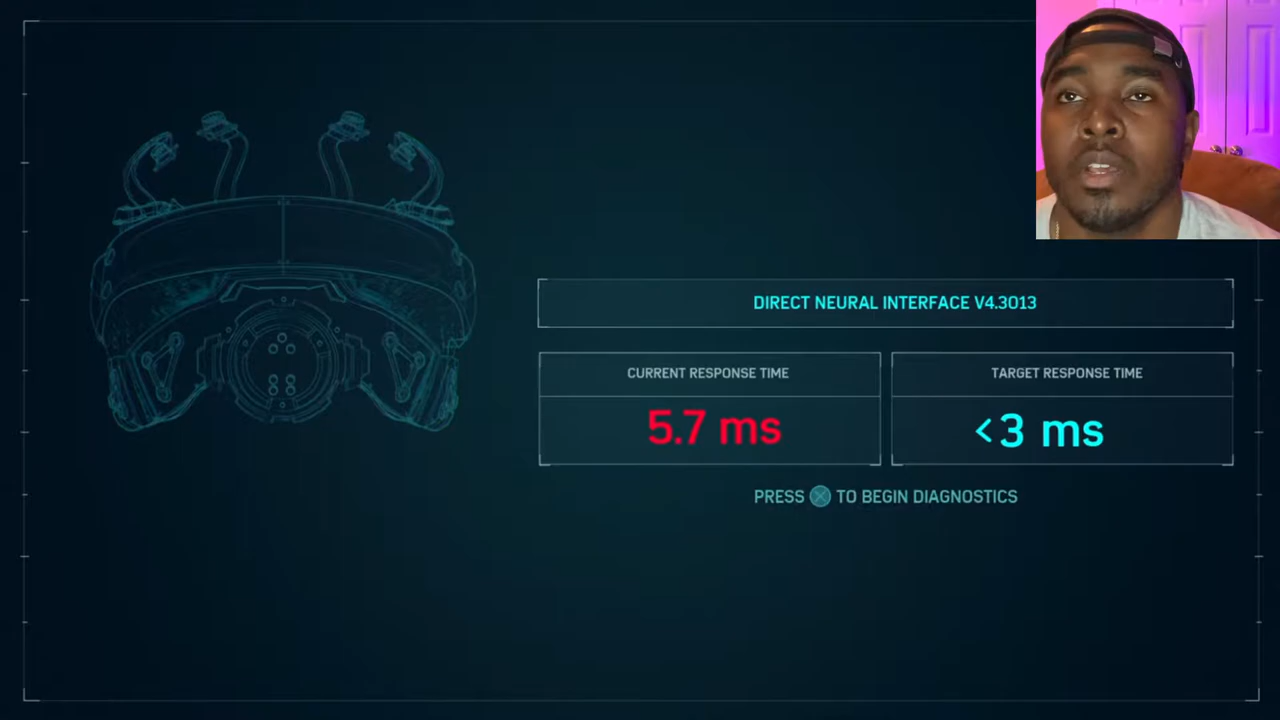 DIRECT NEURAL INTERFACE V4.3013
CURRENT RESPONSE TIME
5.7 ms
TARGET RESPONSE TIME
<3 ms
PRESS ⓧ TO BEGIN DIAGNOSTICS